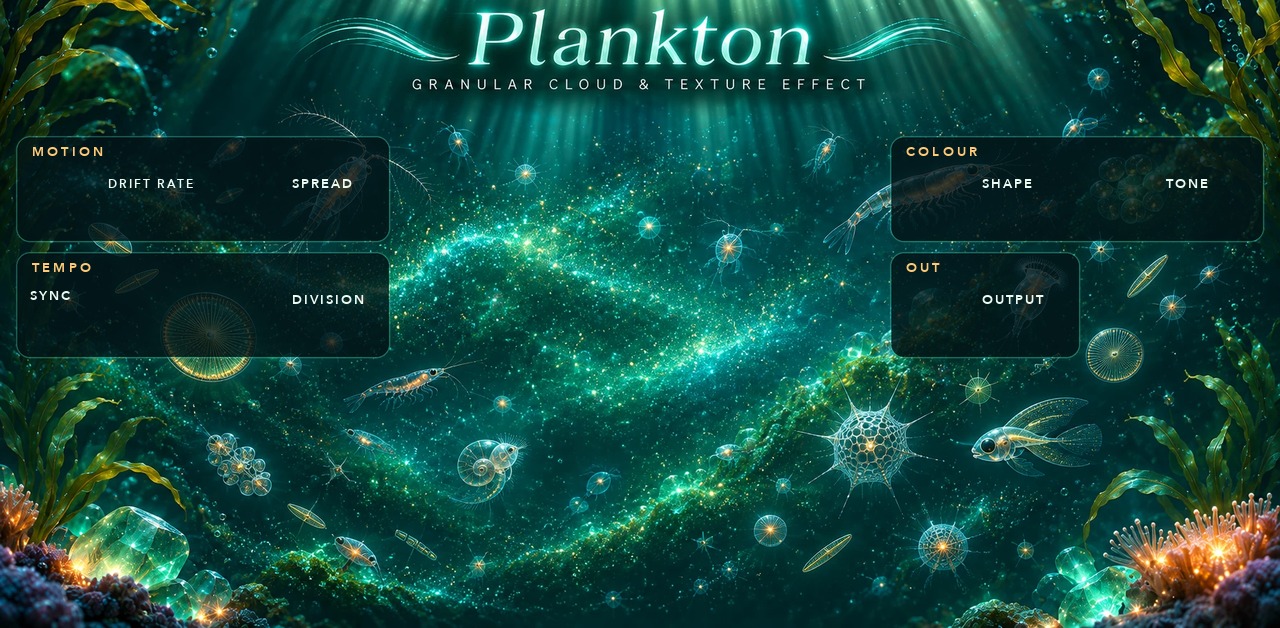 Plankton
GRANULAR CLOUD & TEXTURE EFFECT
MOTION
DRIFT RATE
SPREAD
TEMPO
SYNC
DIVISION
COLOUR
SHAPE
TONE
OUT
OUTPUT